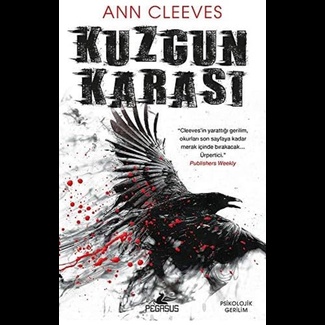 ANN CLEEVES
KUZGUN
KARASI
"Cleeves'in yarattığı gerilim,
okurları son sayfaya kadar
merak içinde bırakacak...
Ürpertici."
Publishers Weekly
PSİKOLOJİK
GERİLİM
PEGASUS